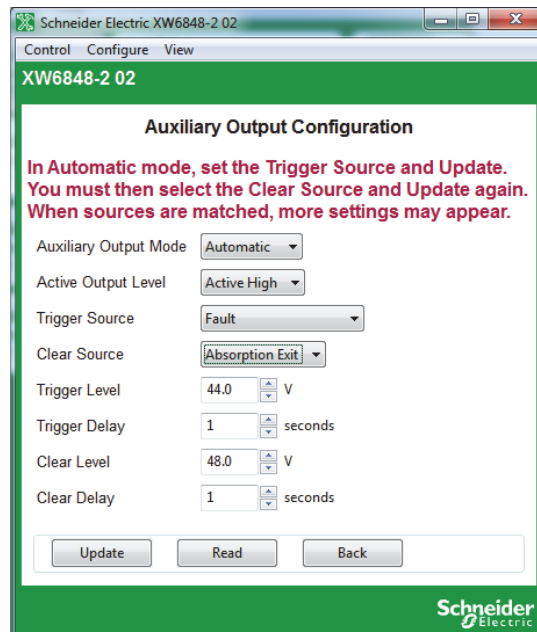 Schneider Electric XW6848-2 02
Control Configure View
XW6848-2 02
Auxiliary Output Configuration
In Automatic mode, set the Trigger Source and Update.
You must then select the Clear Source and Update again.
When sources are matched, more settings may appear.
Auxiliary Output Mode Automatic
Active Output Level Active High
Trigger Source Fault
Clear Source Absorption Exit
Trigger Level 44.0 V
Trigger Delay 1 seconds
Clear Level 48.0 V
Clear Delay 1 seconds
Update Read Back
Schneider
Electric